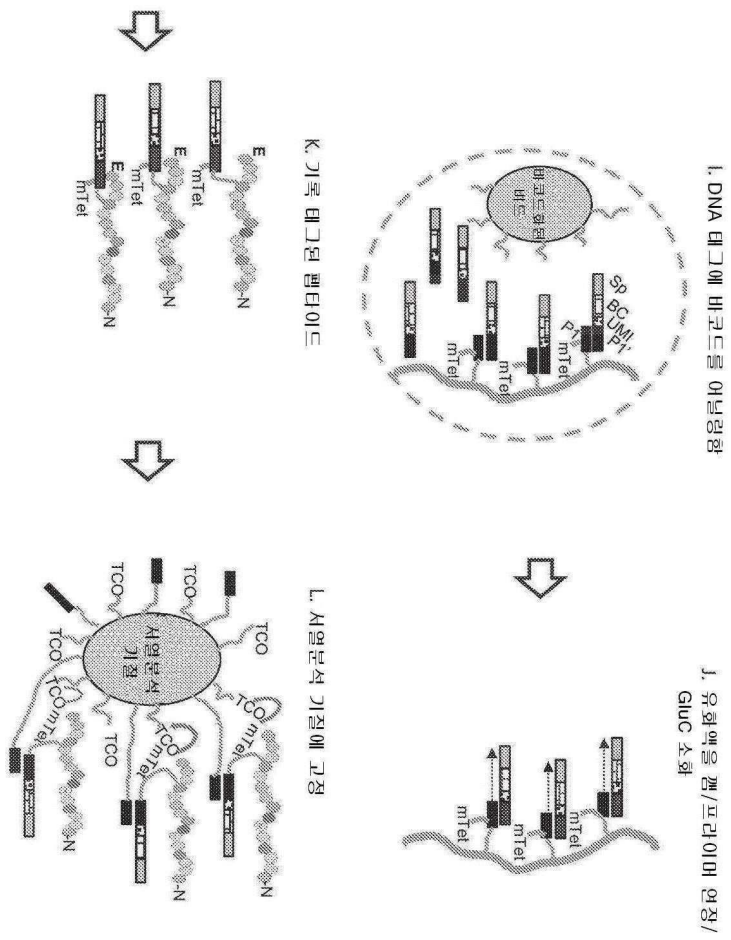 I. DNA 태그에 바코드를 어닐링함
바코드화된
비드
SP
BC
UMI
P1'
P1
mTet
mTet
mTet
J. 유화액을 깸/프라이머 연장/
GluC 소화
mTet
mTet
mTet
K. 기록 태그된 펩타이드
E
mTet
-N
E
mTet
-N
E
mTet
-N
L. 서열분석 기질에 고정
서열분석
기질
TCO
TCO
TCO
TCO
TCO
TCO
TCO
TCO
mTet
mTet
mTet
-N
-N
-N